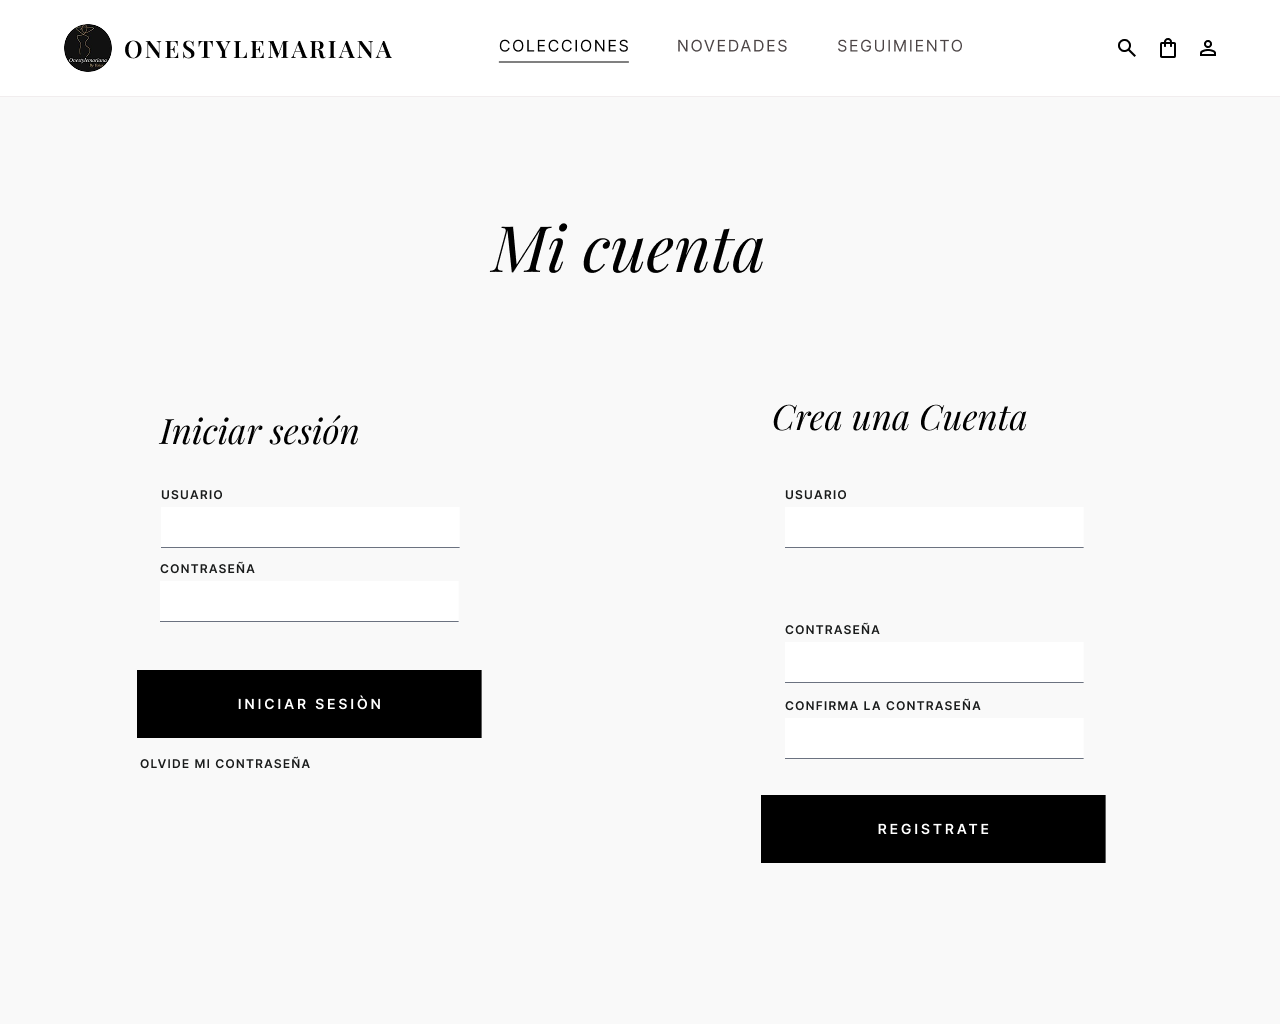 Onestylemariana
ONESTYLEMARIANA
COLECCIONES
NOVEDADES
SEGUIMIENTO
Mi cuenta
Iniciar sesión
USUARIO
CONTRASEÑA
INICIAR SESIÒN
OLVIDE MI CONTRASEÑA
Crea una Cuenta
USUARIO
CONTRASEÑA
CONFIRMA LA CONTRASEÑA
REGISTRATE